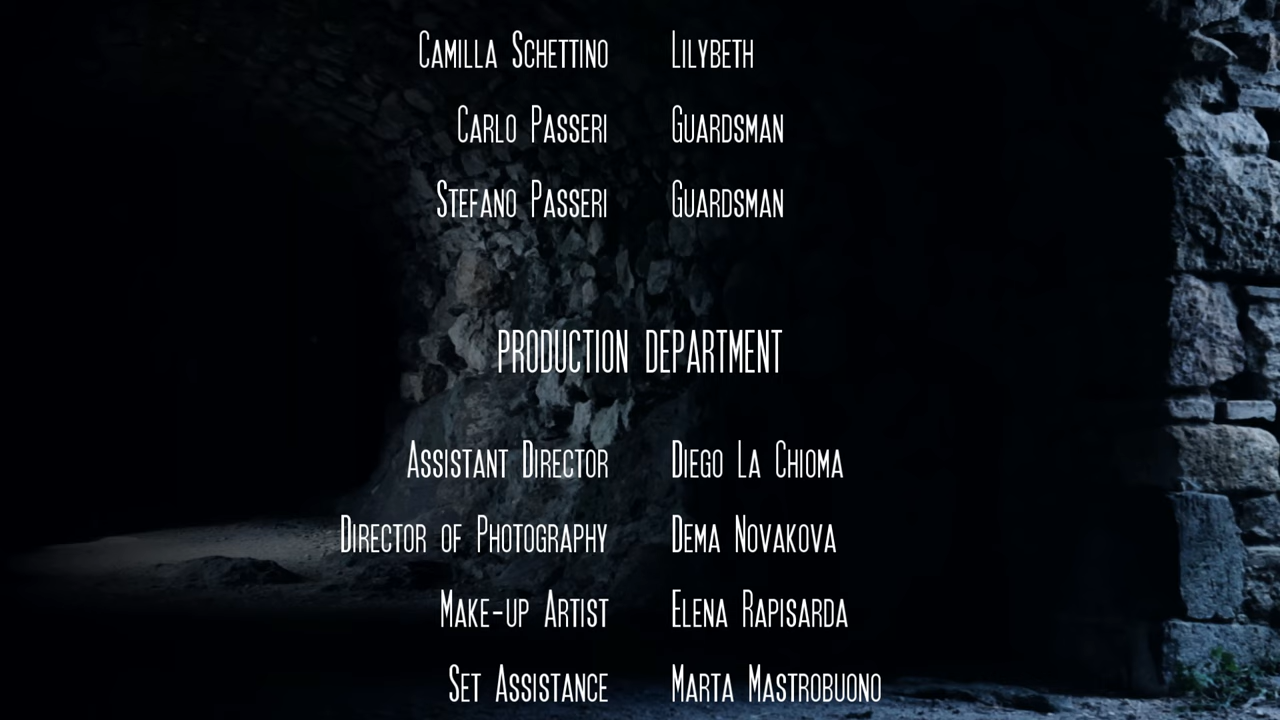 Camilla Schettino Lilybeth
Carlo Passeri Guardsman
Stefano Passeri Guardsman
PRODUCTION DEPARTMENT
Assistant Director Diego La Chioma
Director of Photography Dema Novakova
Make-up Artist Elena Rapisarda
Set Assistance Marta Mastrobuono